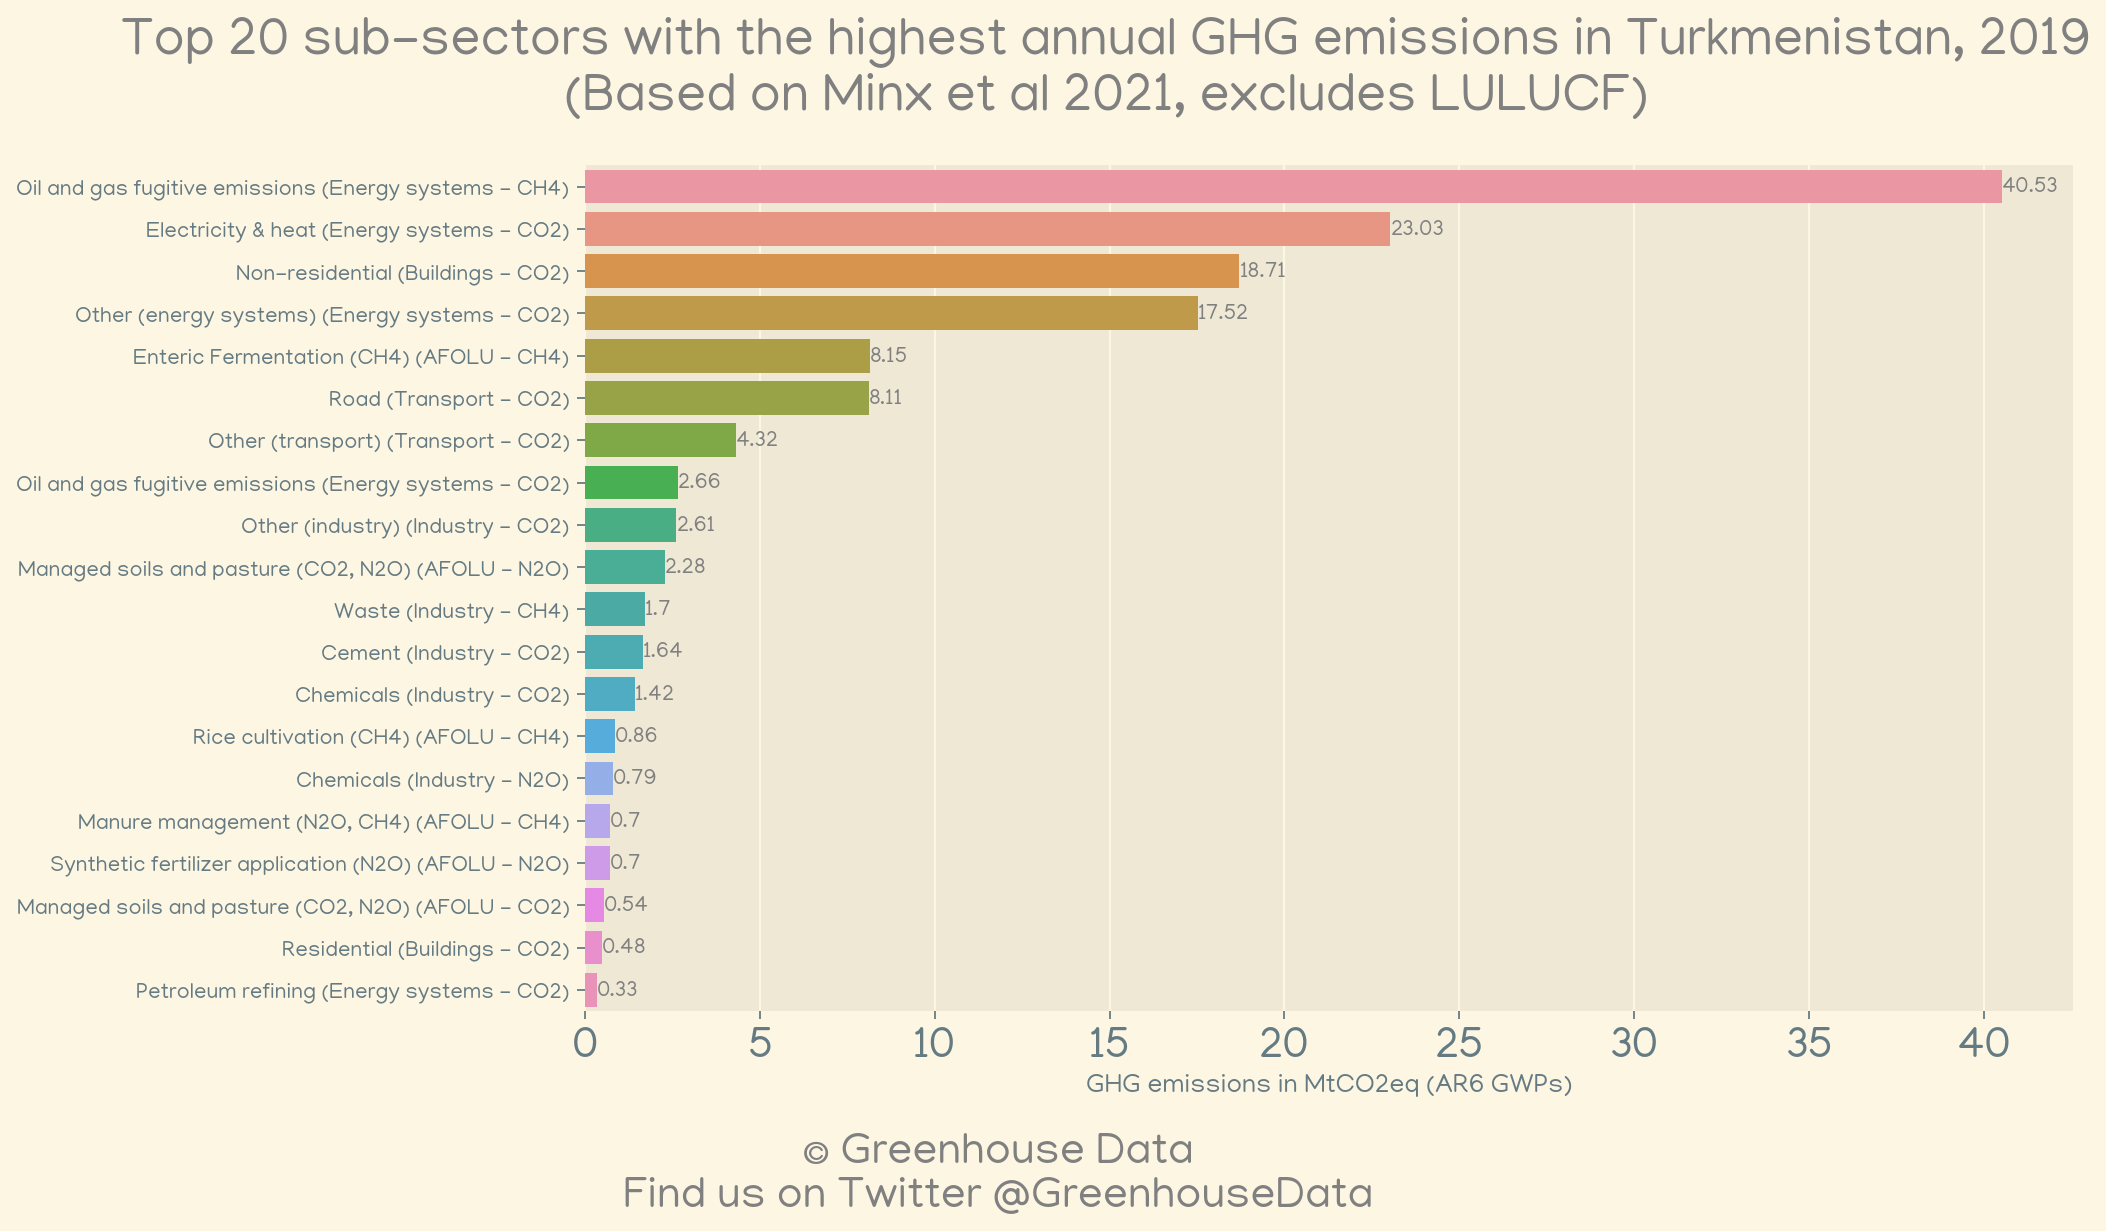 Top 20 sub-sectors with the highest annual GHG emissions in Turkmenistan, 2019
(Based on Minx et al 2021, excludes LULUCF)
Oil and gas fugitive emissions (Energy systems - CH4) 40.53
Electricity & heat (Energy systems - CO2) 23.03
Non-residential (Buildings - CO2) 18.71
Other (energy systems) (Energy systems - CO2) 17.52
Enteric Fermentation (CH4) (AFOLU - CH4) 8.15
Road (Transport - CO2) 8.11
Other (transport) (Transport - CO2) 4.32
Oil and gas fugitive emissions (Energy systems - CO2) 2.66
Other (industry) (Industry - CO2) 2.61
Managed soils and pasture (CO2, N2O) (AFOLU - N2O) 2.28
Waste (Industry - CH4) 1.7
Cement (Industry - CO2) 1.64
Chemicals (Industry - CO2) 1.42
Rice cultivation (CH4) (AFOLU - CH4) 0.86
Chemicals (Industry - N2O) 0.79
Manure management (N2O, CH4) (AFOLU - CH4) 0.7
Synthetic fertilizer application (N2O) (AFOLU - N2O) 0.7
Managed soils and pasture (CO2, N2O) (AFOLU - CO2) 0.54
Residential (Buildings - CO2) 0.48
Petroleum refining (Energy systems - CO2) 0.33
0 5 10 15 20 25 30 35 40
GHG emissions in MtCO2eq (AR6 GWPs)
© Greenhouse Data
Find us on Twitter @GreenhouseData